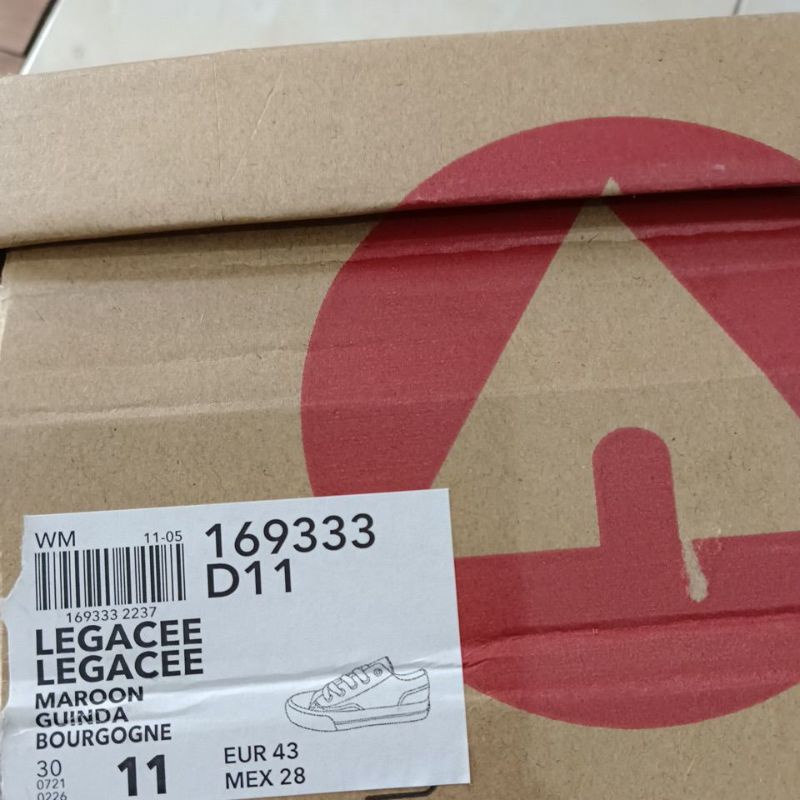 WM 11-05
169333
D11
169333 2237
LEGACEE
LEGACEE
MAROON
GUINDA
BOURGOGNE
30
0721
0226
11
EUR 43
MEX 28